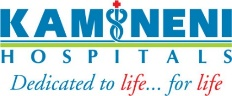 KAMINENI
HOSPITALS
Dedicated to life... for life